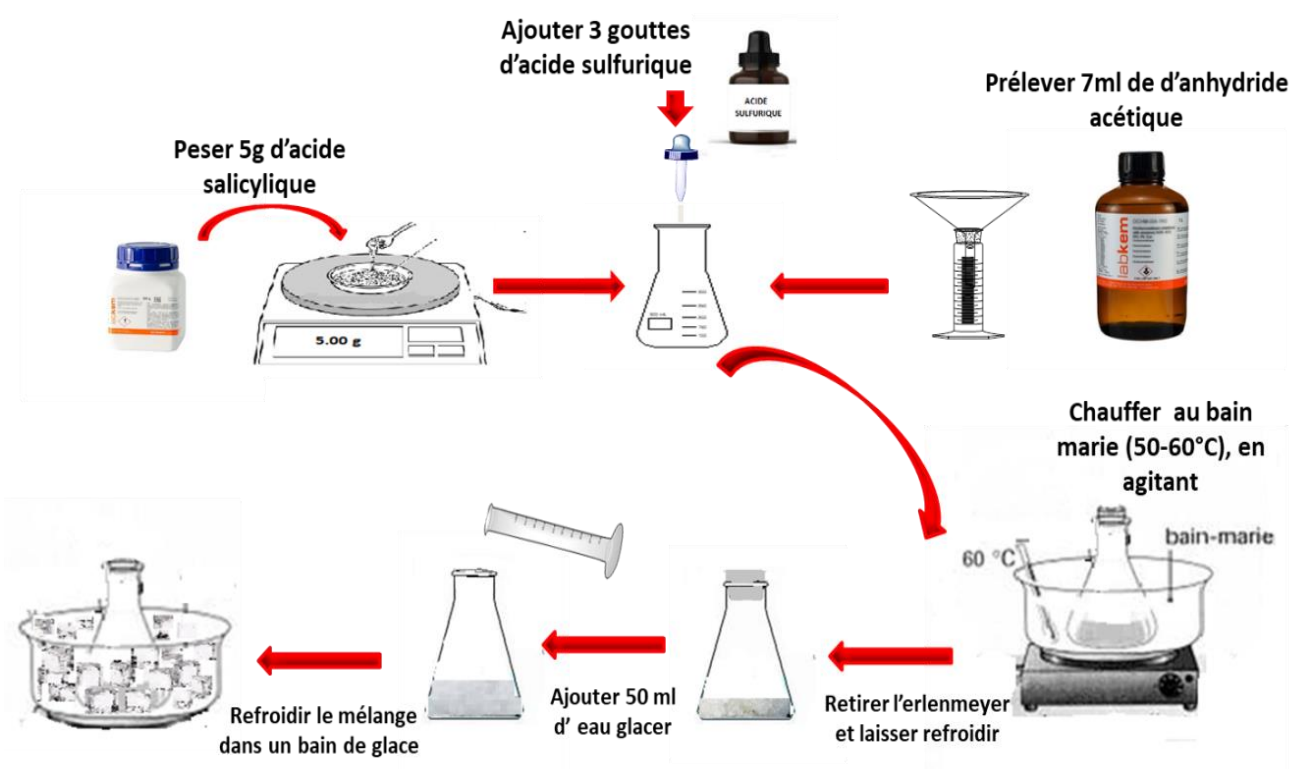 Ajouter 3 gouttes
d'acide sulfurique
ACIDE
SULFURIQUE
Prélever 7ml de d'anhydride
acétique
Peser 5g d'acide
salicylique
5.00 g
labkem
Chauffer au bain
marie (50-60°C), en
agitant
60 °C
bain-marie
Retirer l'erlenmeyer
et laisser refroidir
Ajouter 50 ml
d' eau glacer
Refroidir le mélange
dans un bain de glace